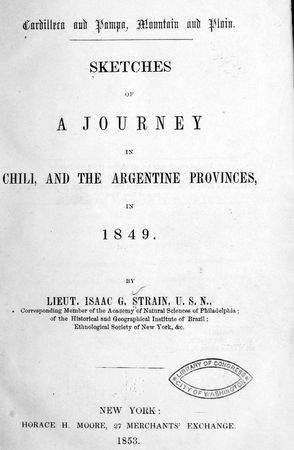 Cordillera and Pampa, Mountain and Plain.
SKETCHES
OF
A JOURNEY
IN
CHILI, AND THE ARGENTINE PROVINCES,
IN
1849.
BY
LIEUT. ISAAC G. STRAIN, U. S. N.,
Corresponding Member of the Academy of Natural Sciences of Philadelphia;
of the Historical and Geographical Institute of Brazil;
Ethnological Society of New York, &c.
LIBRARY OF CONGRESS
CITY OF WASHINGTON
NEW YORK:
HORACE H. MOORE, 27 MERCHANTS' EXCHANGE.
1853.